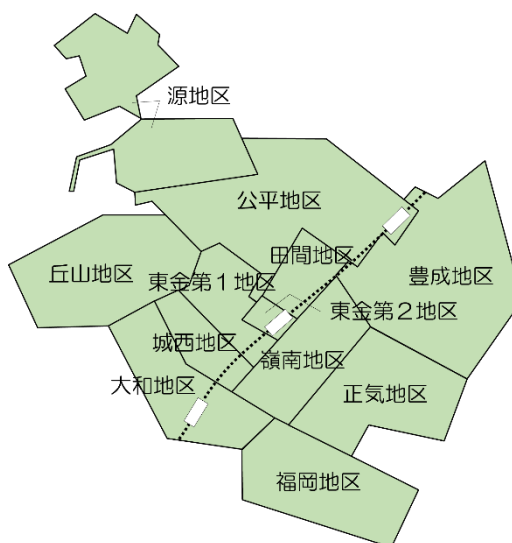 源地区
公平地区
田間地区
豊成地区
丘山地区
東金第１地区
東金第２地区
城西地区
嶺南地区
大和地区
正気地区
福岡地区